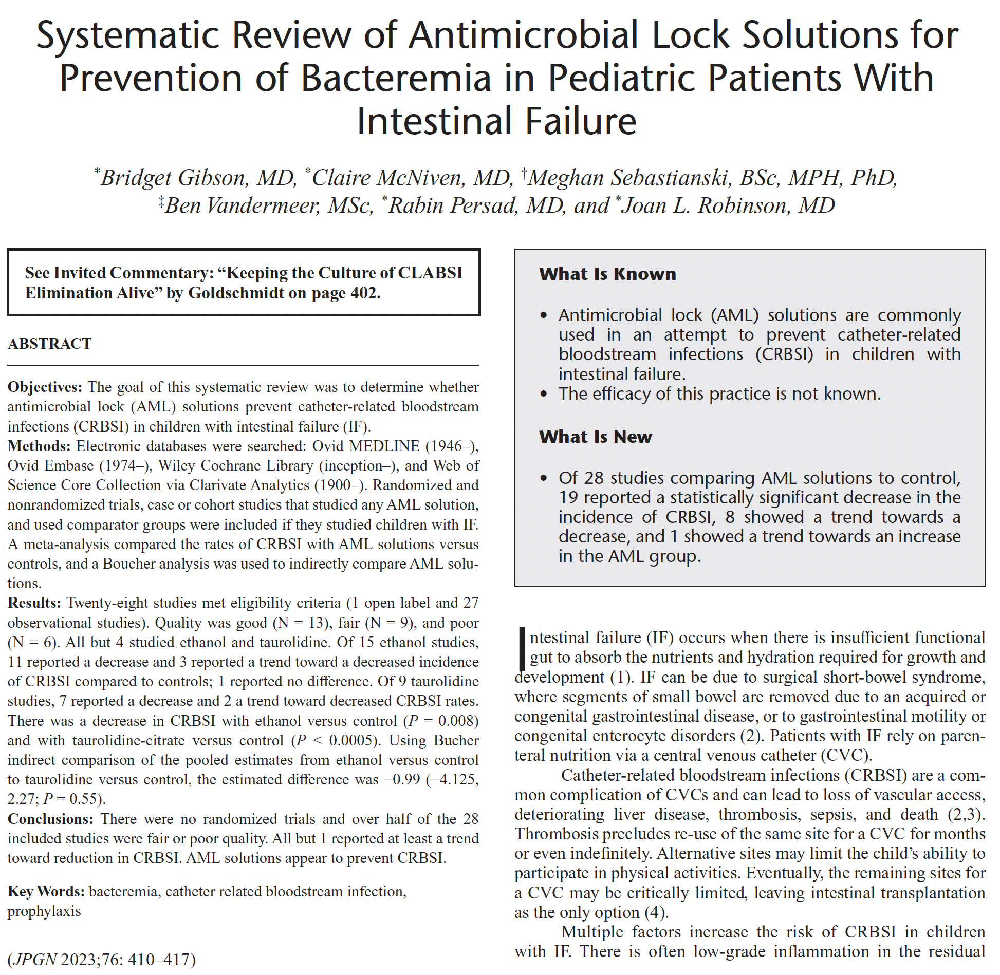 Systematic Review of Antimicrobial Lock Solutions for
Prevention of Bacteremia in Pediatric Patients With
Intestinal Failure
*Bridget Gibson, MD, *Claire McNiven, MD, †Meghan Sebastianski, BSc, MPH, PhD,
‡Ben Vandermeer, MSc, *Rabin Persad, MD, and *Joan L. Robinson, MD
See Invited Commentary: “Keeping the Culture of CLABSI
Elimination Alive” by Goldschmidt on page 402.
ABSTRACT
Objectives: The goal of this systematic review was to determine whether
antimicrobial lock (AML) solutions prevent catheter-related bloodstream
infections (CRBSI) in children with intestinal failure (IF).
Methods: Electronic databases were searched: Ovid MEDLINE (1946–),
Ovid Embase (1974–), Wiley Cochrane Library (inception–), and Web of
Science Core Collection via Clarivate Analytics (1900–). Randomized and
nonrandomized trials, case or cohort studies that studied any AML solution,
and used comparator groups were included if they studied children with IF.
A meta-analysis compared the rates of CRBSI with AML solutions versus
controls, and a Boucher analysis was used to indirectly compare AML solu-
tions.
Results: Twenty-eight studies met eligibility criteria (1 open label and 27
observational studies). Quality was good (N = 13), fair (N = 9), and poor
(N = 6). All but 4 studied ethanol and taurolidine. Of 15 ethanol studies,
11 reported a decrease and 3 reported a trend toward a decreased incidence
of CRBSI compared to controls; 1 reported no difference. Of 9 taurolidine
studies, 7 reported a decrease and 2 a trend toward decreased CRBSI rates.
There was a decrease in CRBSI with ethanol versus control (P = 0.008)
and with taurolidine-citrate versus control (P < 0.0005). Using Bucher
indirect comparison of the pooled estimates from ethanol versus control
to taurolidine versus control, the estimated difference was −0.99 (−4.125,
2.27; P = 0.55).
Conclusions: There were no randomized trials and over half of the 28
included studies were fair or poor quality. All but 1 reported at least a trend
toward reduction in CRBSI. AML solutions appear to prevent CRBSI.
Key Words: bacteremia, catheter related bloodstream infection,
prophylaxis
(JPGN 2023;76: 410–417)
What Is Known
• Antimicrobial lock (AML) solutions are commonly
used in an attempt to prevent catheter-related
bloodstream infections (CRBSI) in children with
intestinal failure.
• The efficacy of this practice is not known.
What Is New
• Of 28 studies comparing AML solutions to control,
19 reported a statistically significant decrease in the
incidence of CRBSI, 8 showed a trend towards a
decrease, and 1 showed a trend towards an increase
in the AML group.
Intestinal failure (IF) occurs when there is insufficient functional
gut to absorb the nutrients and hydration required for growth and
development (1). IF can be due to surgical short-bowel syndrome,
where segments of small bowel are removed due to an acquired or
congenital gastrointestinal disease, or to gastrointestinal motility or
congenital enterocyte disorders (2). Patients with IF rely on paren-
teral nutrition via a central venous catheter (CVC).
Catheter-related bloodstream infections (CRBSI) are a com-
mon complication of CVCs and can lead to loss of vascular access,
deteriorating liver disease, thrombosis, sepsis, and death (2,3).
Thrombosis precludes re-use of the same site for a CVC for months
or even indefinitely. Alternative sites may limit the child’s ability to
participate in physical activities. Eventually, the remaining sites for
a CVC may be critically limited, leaving intestinal transplantation
as the only option (4).
Multiple factors increase the risk of CRBSI in children
with IF. There is often low-grade inflammation in the residual